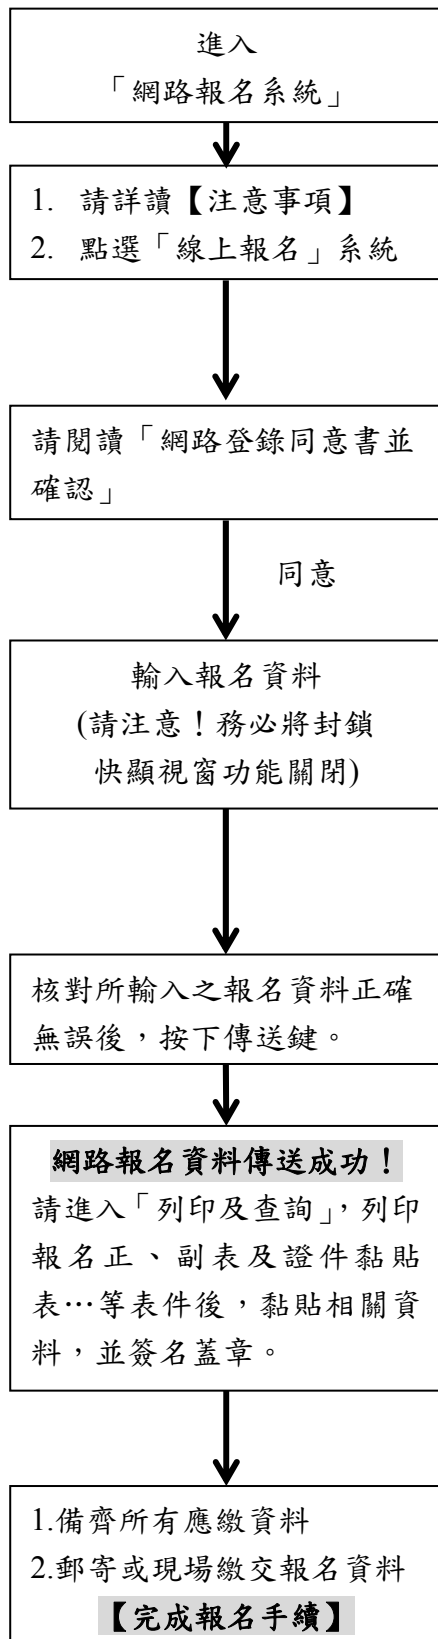 進入
「網路報名系統」
1. 請詳讀【注意事項】
2. 點選「線上報名」系統
請閱讀「網路登錄同意書並
確認」
同意
輸入報名資料
(請注意！務必將封鎖
快顯視窗功能關閉)
核對所輸入之報名資料正確
無誤後，按下傳送鍵。
網路報名資料傳送成功！
請進入「列印及查詢」，列印
報名正、副表及證件黏貼
表…等表件後，黏貼相關資
料，並簽名蓋章。
1.備齊所有應繳資料
2.郵寄或現場繳交報名資料
【完成報名手續】